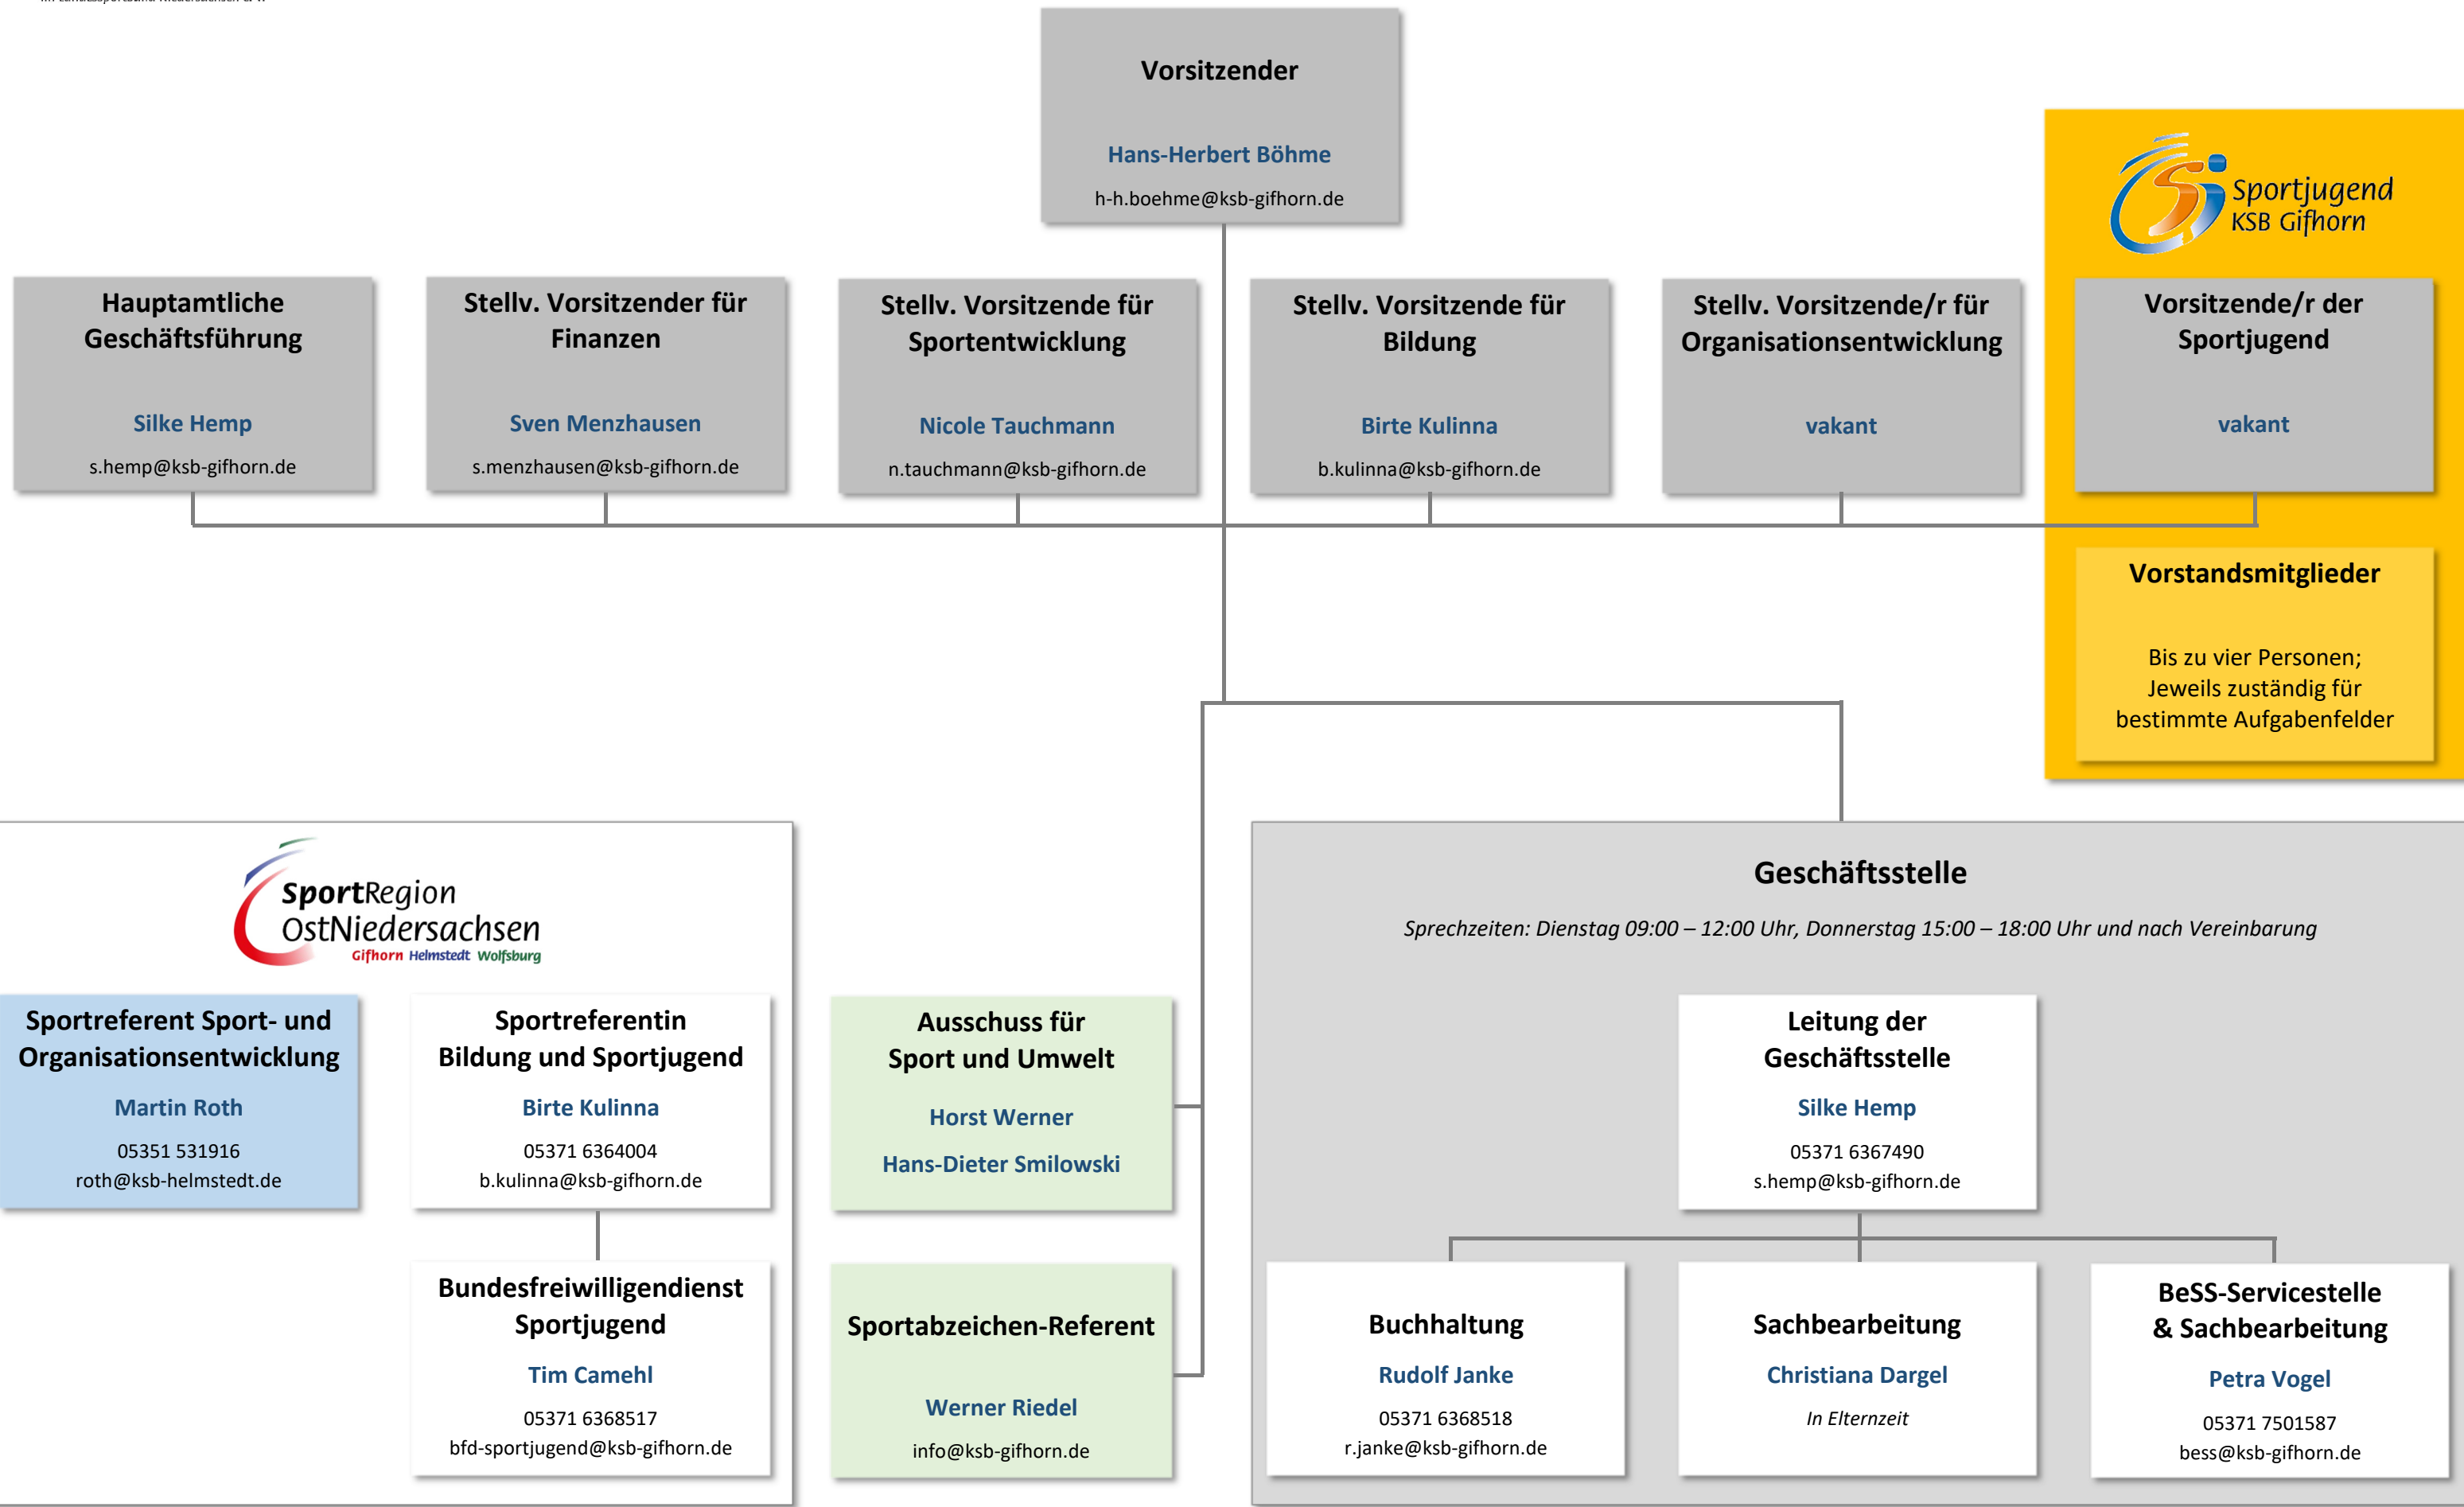 im Landessportbund Niedersachsen e. V.
Vorsitzender
Hans-Herbert Böhme
h-h.boehme@ksb-gifhorn.de
Sportjugend
KSB Gifhorn
Hauptamtliche
Geschäftsführung
Silke Hemp
s.hemp@ksb-gifhorn.de
Stellv. Vorsitzender für
Finanzen
Sven Menzhausen
s.menzhausen@ksb-gifhorn.de
Stellv. Vorsitzende für
Sportentwicklung
Nicole Tauchmann
n.tauchmann@ksb-gifhorn.de
Stellv. Vorsitzende für
Bildung
Birte Kulinna
b.kulinna@ksb-gifhorn.de
Stellv. Vorsitzende/r für
Organisationsentwicklung
vakant
Vorsitzende/r der
Sportjugend
vakant
Vorstandsmitglieder
Bis zu vier Personen;
Jeweils zuständig für
bestimmte Aufgabenfelder
SportRegion
OstNiedersachsen
Gifhorn Helmstedt Wolfsburg
Sportreferent Sport- und
Organisationsentwicklung
Martin Roth
05351 531916
roth@ksb-helmstedt.de
Sportreferentin
Bildung und Sportjugend
Birte Kulinna
05371 6364004
b.kulinna@ksb-gifhorn.de
Bundesfreiwilligendienst
Sportjugend
Tim Camehl
05371 6368517
bfd-sportjugend@ksb-gifhorn.de
Ausschuss für
Sport und Umwelt
Horst Werner
Hans-Dieter Smilowski
Sportabzeichen-Referent
Werner Riedel
info@ksb-gifhorn.de
Geschäftsstelle
Sprechzeiten: Dienstag 09:00 – 12:00 Uhr, Donnerstag 15:00 – 18:00 Uhr und nach Vereinbarung
Leitung der
Geschäftsstelle
Silke Hemp
05371 6367490
s.hemp@ksb-gifhorn.de
Buchhaltung
Rudolf Janke
05371 6368518
r.janke@ksb-gifhorn.de
Sachbearbeitung
Christiana Dargel
In Elternzeit
BeSS-Servicestelle
& Sachbearbeitung
Petra Vogel
05371 7501587
bess@ksb-gifhorn.de